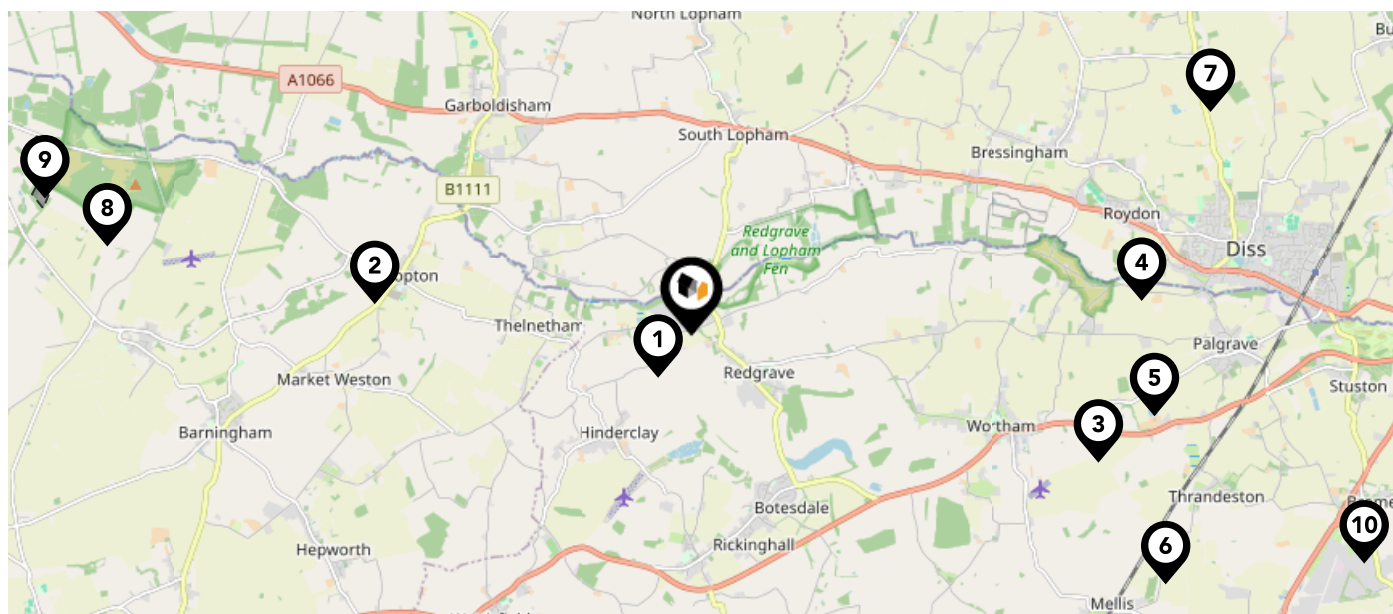 North Lopham
Bu
7
A1066
Garboldisham
South Lopham
Bressingham
9
B1111
8
Roydon
Redgrave
and Lopham
Fen
Diss
2
opton
4
Thelnetham
1
Palgrave
Redgrave
Market Weston
5
Stuston
Barningham
Hinderclay
Wortham
3
Thrandeston
Botesdale
10
Rickinghall
6
Hepworth
Mellis